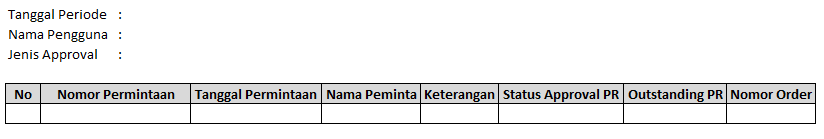 Tanggal Periode :
Nama Pengguna :
Jenis Approval :
No Nomor Permintaan Tanggal Permintaan Nama Peminta Keterangan Status Approval PR Outstanding PR Nomor Order